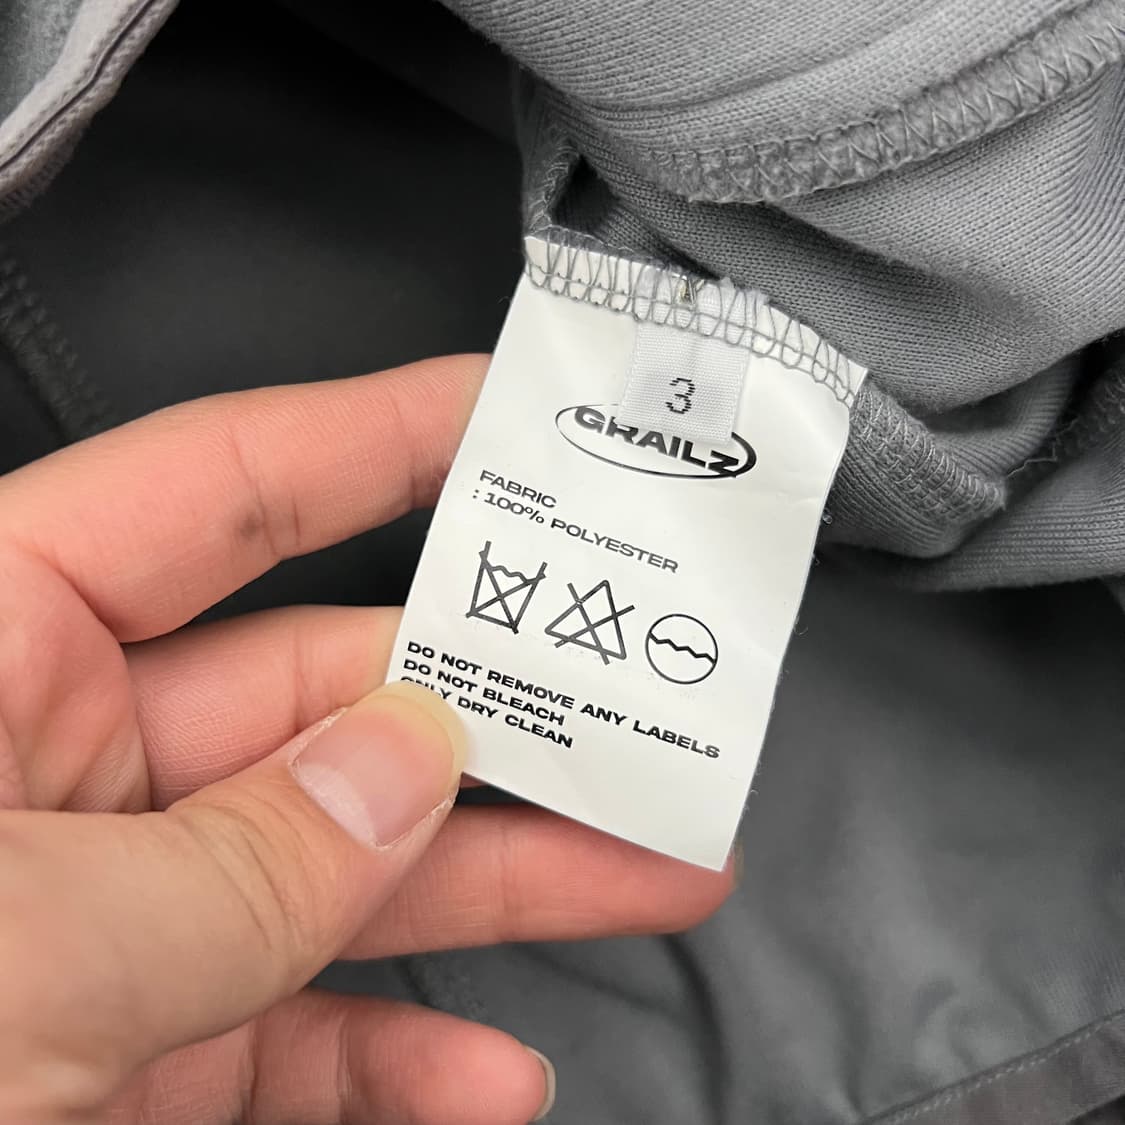 3
GRAILZ
FABRIC
: 100% POLYESTER
DO NOT REMOVE ANY LABELS
DO NOT BLEACH
ONLY DRY CLEAN